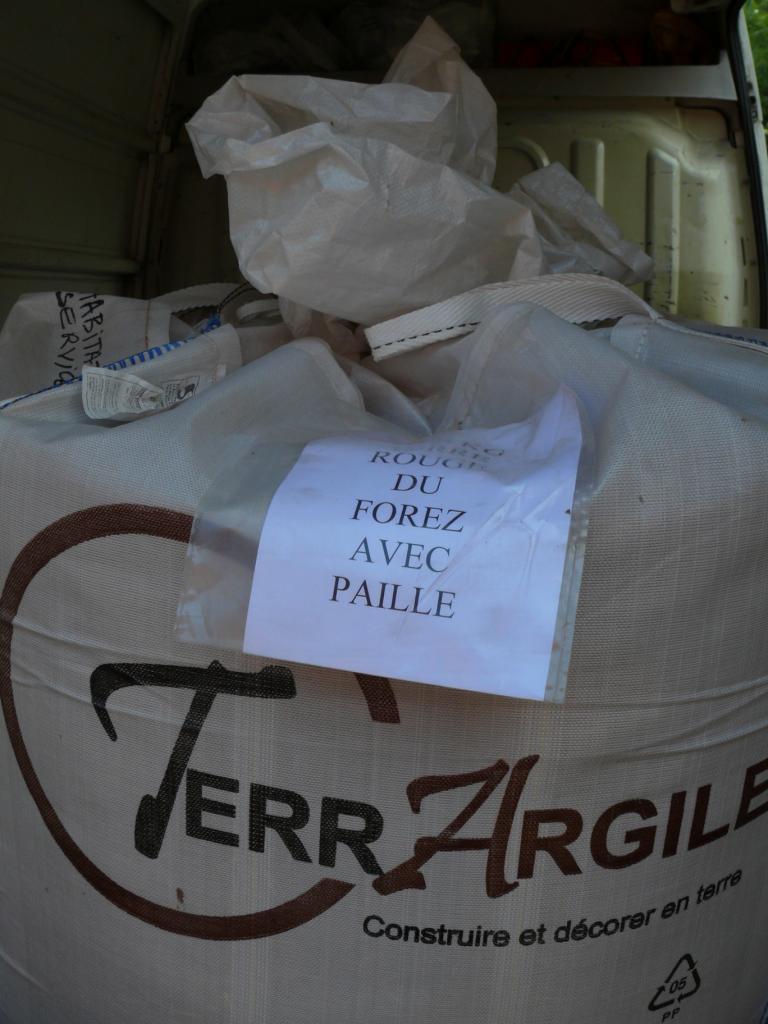 ROUGE
DU
FOREZ
AVEC
PAILLE
TERRARGILE
Construire et décorer en terre
05
PP